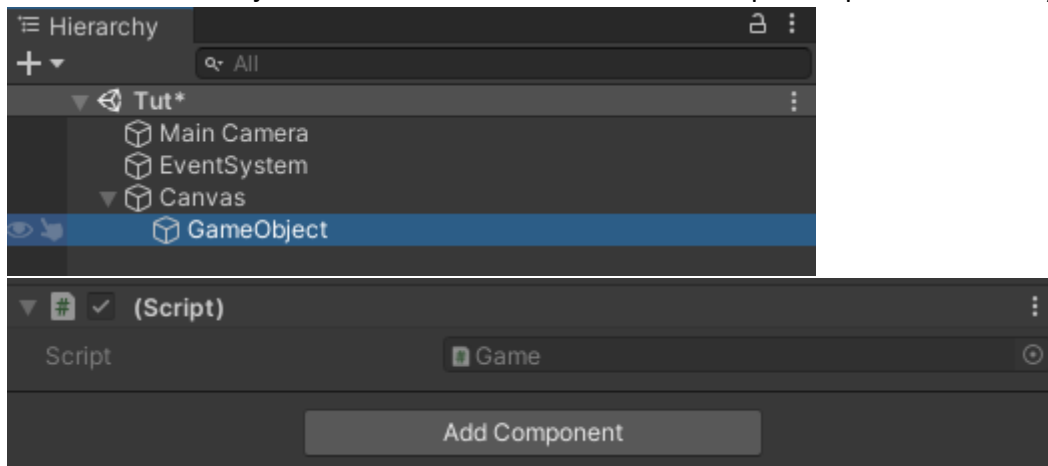 Hierarchy
All
Tut*
Main Camera
EventSystem
Canvas
GameObject
# (Script)
Script # Game
Add Component